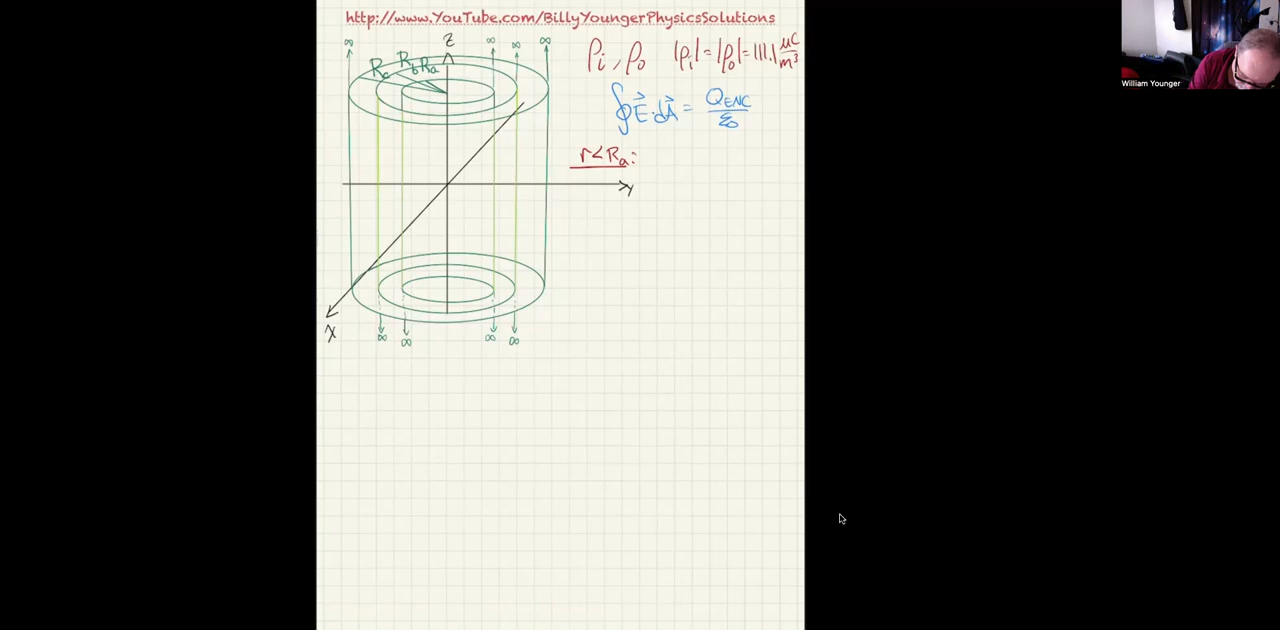 http://www.YouTube.com/BillyYoungerPhysicsSolutions
ρi, ρo |ρi| = |ρo| = 111.1 μC/m³
∮E⃗·dA⃗ = QENC/ε0
r<Ra:
z
∞ ∞ ∞ ∞
Rc Rb Ra
y
x
∞ ∞ ∞ ∞
William Younger